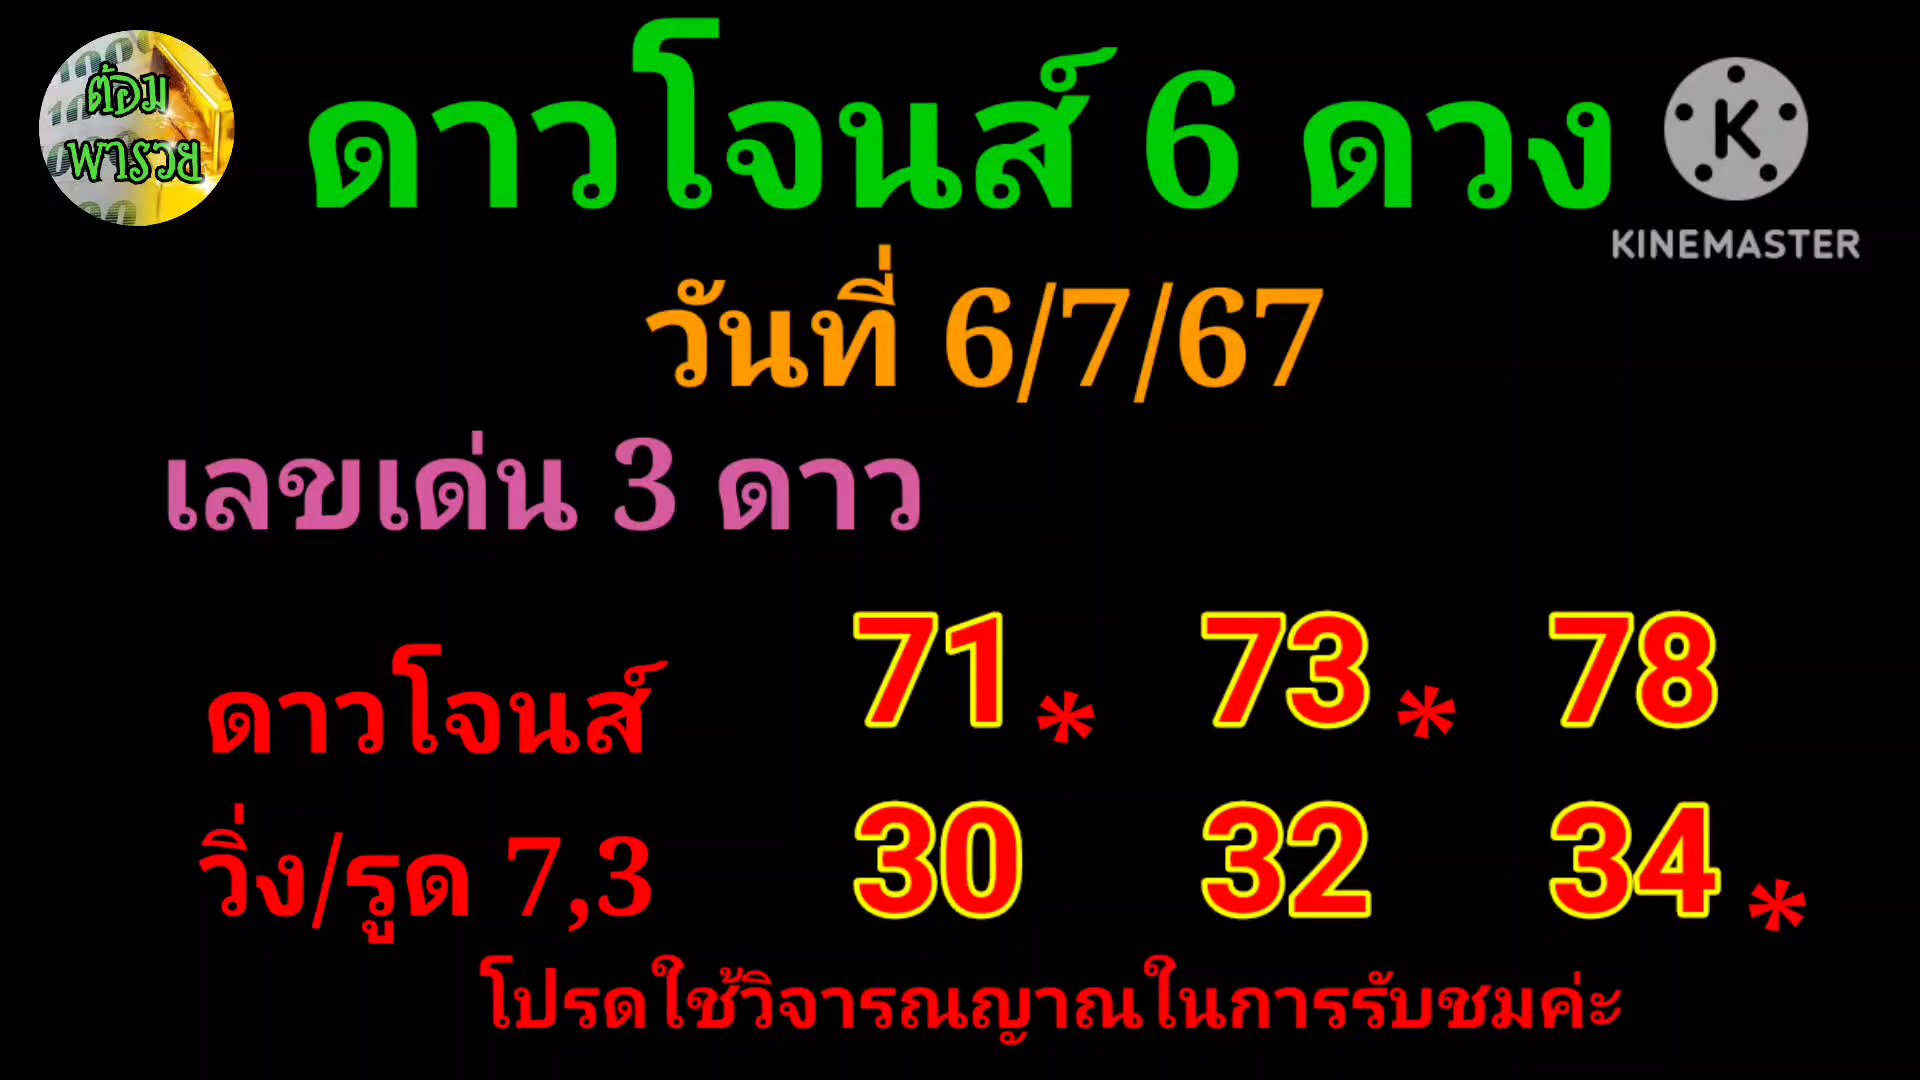 ต้อม
พารวย
ดาวโจนส์ 6 ดวง
K
KINEMASTER
วันที่ 6/7/67
เลขเด่น 3 ดาว
ดาวโจนส์ 71* 73* 78
วิ่ง/รูด 7,3 30 32 34*
โปรดใช้วิจารณญาณในการรับชมค่ะ